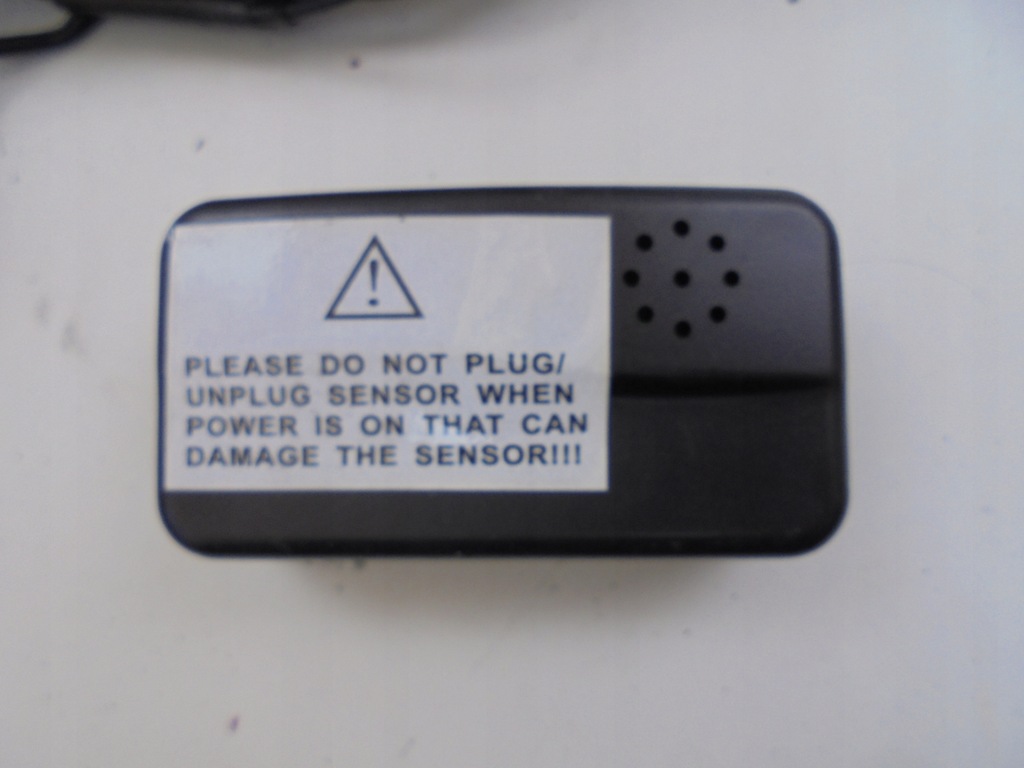 PLEASE DO NOT PLUG/
UNPLUG SENSOR WHEN
POWER IS ON THAT CAN
DAMAGE THE SENSOR!!!